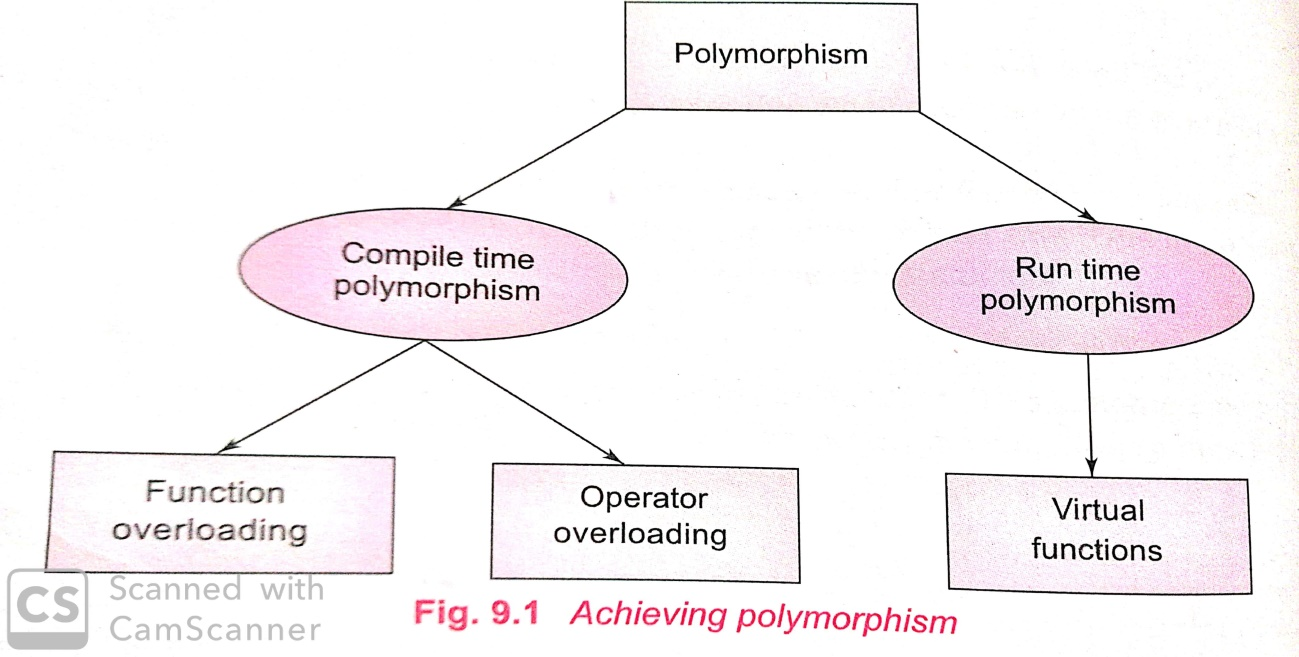 Polymorphism
Compile time
polymorphism
Run time
polymorphism
Function
overloading
Operator
overloading
Virtual
functions
CS Scanned with
CamScanner
Fig. 9.1 Achieving polymorphism